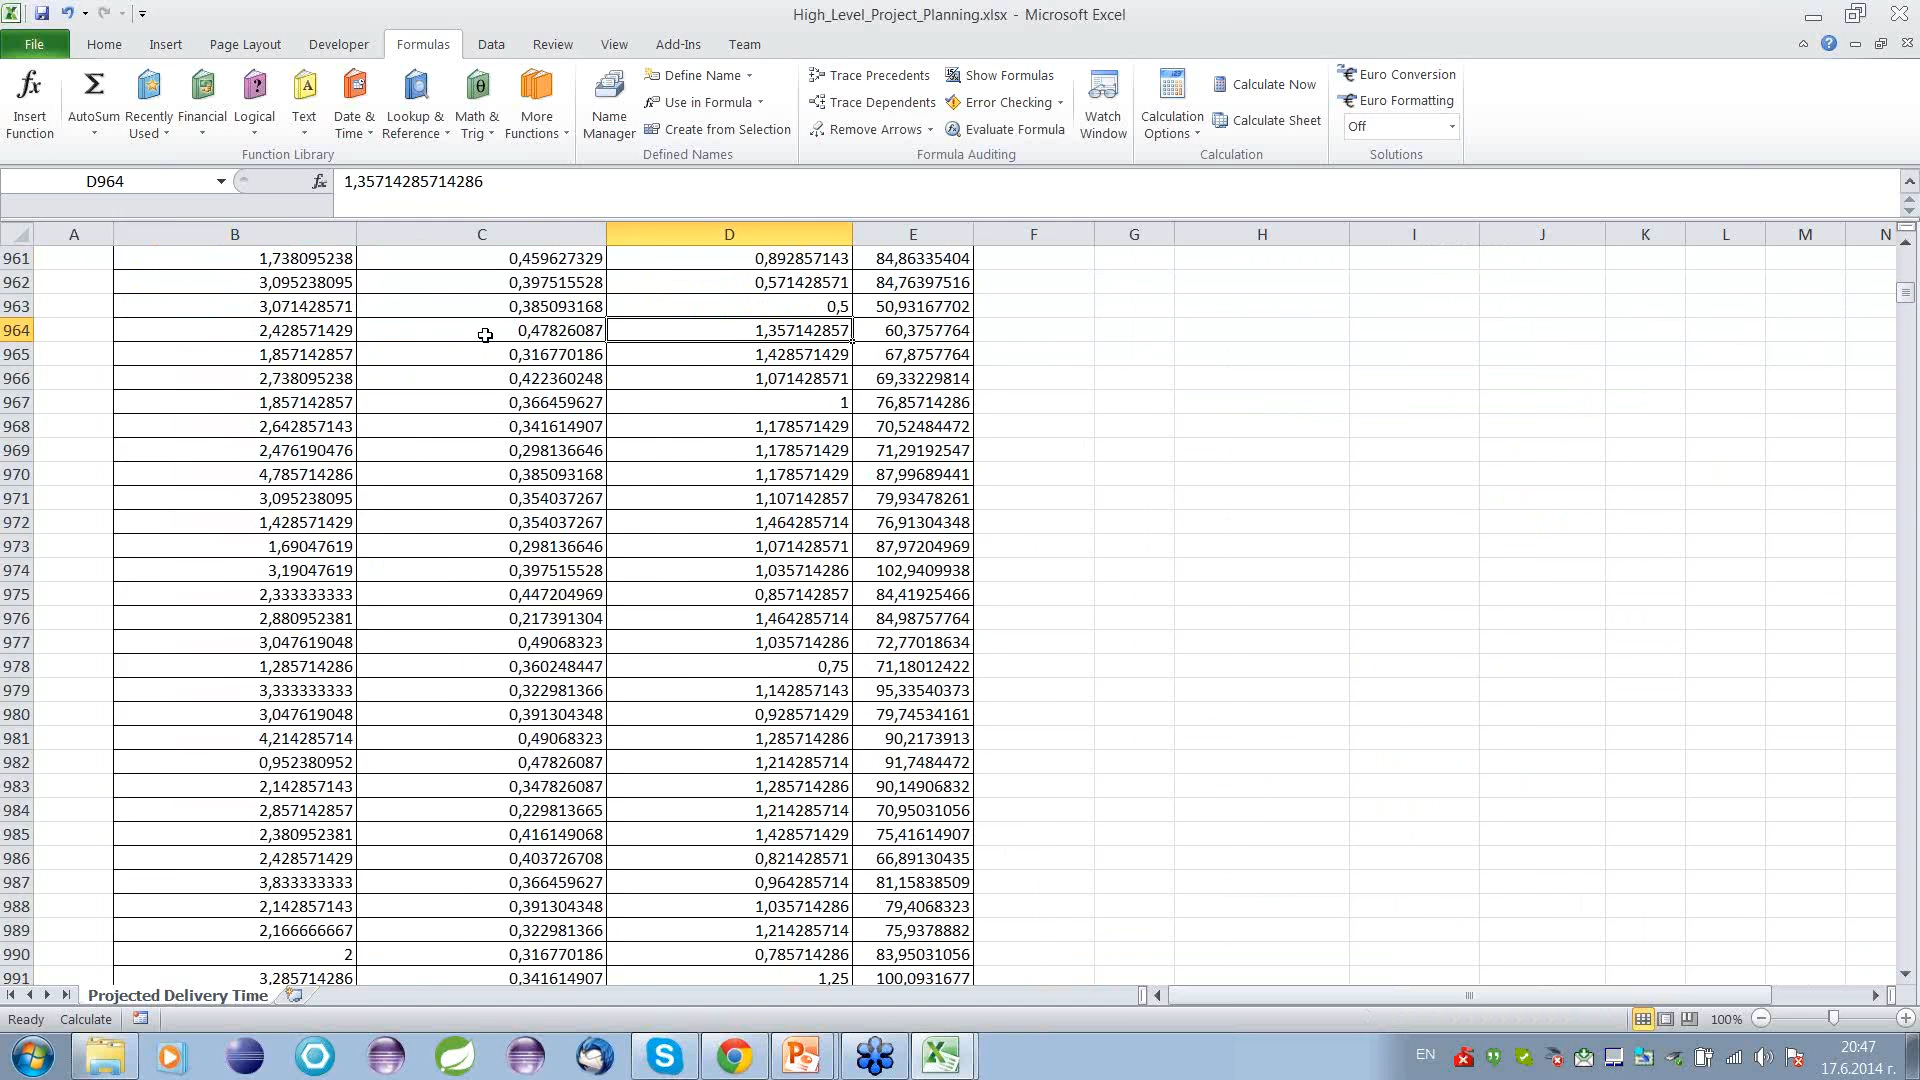 High_Level_Project_Planning.xlsx - Microsoft Excel
File Home Insert Page Layout Developer Formulas Data Review View Add-Ins Team
Insert Function
AutoSum
Recently Used
Financial
Logical
Text
Date & Time
Lookup & Reference
Math & Trig
More Functions
Function Library
Name Manager
Define Name
Use in Formula
Create from Selection
Defined Names
Trace Precedents
Trace Dependents
Remove Arrows
Show Formulas
Error Checking
Evaluate Formula
Formula Auditing
Watch Window
Calculation Options
Calculate Now
Calculate Sheet
Calculation
Euro Conversion
Euro Formatting
Off
Solutions
D964 fx 1,35714285714286
A B C D E F G H I J K L M N
961 1,738095238 0,459627329 0,892857143 84,86335404
962 3,095238095 0,397515528 0,571428571 84,76397516
963 3,071428571 0,385093168 0,5 50,93167702
964 2,428571429 0,47826087 1,357142857 60,3757764
965 1,857142857 0,316770186 1,428571429 67,8757764
966 2,738095238 0,422360248 1,071428571 69,33229814
967 1,857142857 0,366459627 1 76,85714286
968 2,642857143 0,341614907 1,178571429 70,52484472
969 2,476190476 0,298136646 1,178571429 71,29192547
970 4,785714286 0,385093168 1,178571429 87,99689441
971 3,095238095 0,354037267 1,107142857 79,93478261
972 1,428571429 0,354037267 1,464285714 76,91304348
973 1,69047619 0,298136646 1,071428571 87,97204969
974 3,19047619 0,397515528 1,035714286 102,9409938
975 2,333333333 0,447204969 0,857142857 84,41925466
976 2,880952381 0,217391304 1,464285714 84,98757764
977 3,047619048 0,49068323 1,035714286 72,77018634
978 1,285714286 0,360248447 0,75 71,18012422
979 3,333333333 0,322981366 1,142857143 95,33540373
980 3,047619048 0,391304348 0,928571429 79,74534161
981 4,214285714 0,49068323 1,285714286 90,2173913
982 0,952380952 0,47826087 1,214285714 91,7484472
983 2,142857143 0,347826087 1,285714286 90,14906832
984 2,857142857 0,229813665 1,214285714 70,95031056
985 2,380952381 0,416149068 1,428571429 75,41614907
986 2,428571429 0,403726708 0,821428571 66,89130435
987 3,833333333 0,366459627 0,964285714 81,15838509
988 2,142857143 0,391304348 1,035714286 79,4068323
989 2,166666667 0,322981366 1,214285714 75,9378882
990 2 0,316770186 0,785714286 83,95031056
991 3,285714286 0,341614907 1,25 100,0931677
Projected Delivery Time
Ready Calculate 100%
EN 20:47
17.6.2014 г.